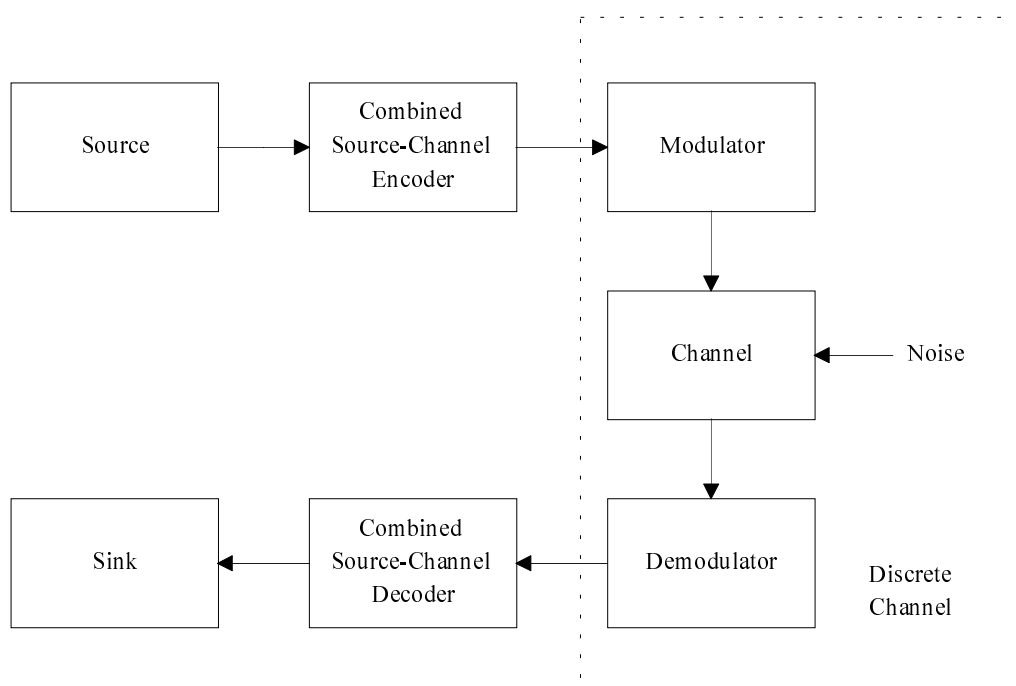 Source
Combined
Source-Channel
Encoder
Modulator
Channel
Noise
Sink
Combined
Source-Channel
Decoder
Demodulator
Discrete
Channel